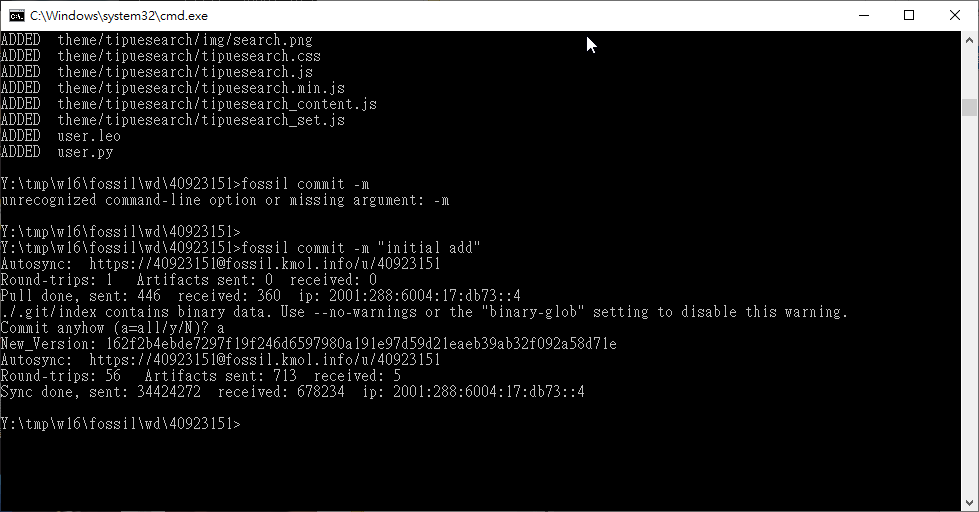 C:\Windows\system32\cmd.exe
ADDED  theme/tipuesearch/img/search.png
ADDED  theme/tipuesearch/tipuesearch.css
ADDED  theme/tipuesearch/tipuesearch.js
ADDED  theme/tipuesearch/tipuesearch.min.js
ADDED  theme/tipuesearch/tipuesearch_content.js
ADDED  theme/tipuesearch/tipuesearch_set.js
ADDED  user.leo
ADDED  user.py
Y:\tmp\w16\fossil\wd\40923151>fossil commit -m
unrecognized command-line option or missing argument: -m
Y:\tmp\w16\fossil\wd\40923151>
Y:\tmp\w16\fossil\wd\40923151>fossil commit -m "initial add"
Autosync:  https://40923151@fossil.kmol.info/u/40923151
Round-trips: 1   Artifacts sent: 0  received: 0
Pull done, sent: 446  received: 360  ip: 2001:288:6004:17:db73::4
./.git/index contains binary data. Use --no-warnings or the "binary-glob" setting to disable this warning.
Commit anyhow (a=all/y/N)? a
New_Version: 162f2b4ebde7297f19f246d6597980a191e97d59d21eaeb39ab32f092a58d71e
Autosync:  https://40923151@fossil.kmol.info/u/40923151
Round-trips: 56   Artifacts sent: 713  received: 5
Sync done, sent: 34424272  received: 678234  ip: 2001:288:6004:17:db73::4
Y:\tmp\w16\fossil\wd\40923151>